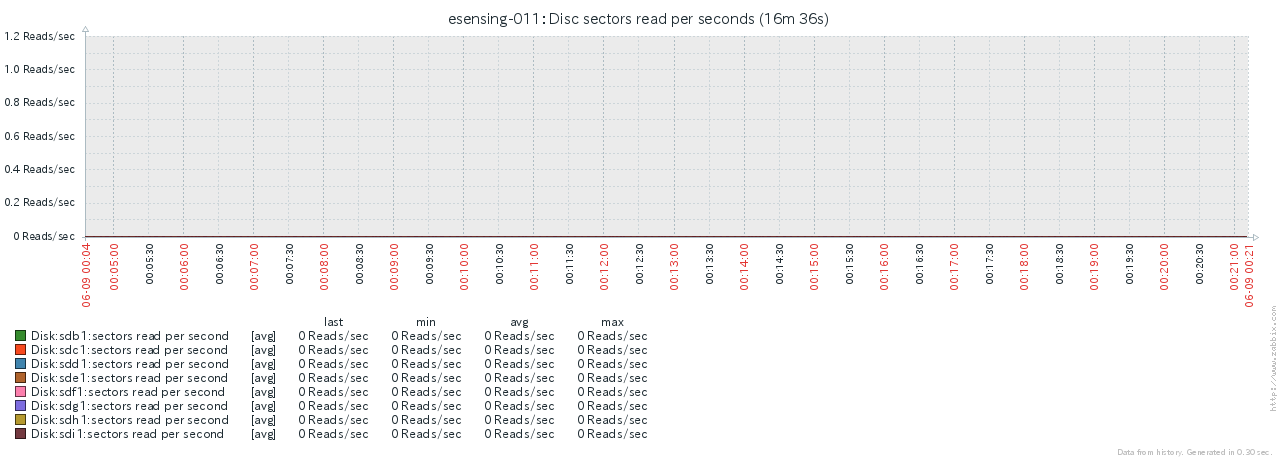 esensing-011: Disc sectors read per seconds (16m 36s)
1.2 Reads/sec
1.0 Reads/sec
0.8 Reads/sec
0.6 Reads/sec
0.4 Reads/sec
0.2 Reads/sec
0 Reads/sec
06-09 00:04
00:05:00
00:05:30
00:06:00
00:06:30
00:07:00
00:07:30
00:08:00
00:08:30
00:09:00
00:09:30
00:10:00
00:10:30
00:11:00
00:11:30
00:12:00
00:12:30
00:13:00
00:13:30
00:14:00
00:14:30
00:15:00
00:15:30
00:16:00
00:16:30
00:17:00
00:17:30
00:18:00
00:18:30
00:19:00
00:19:30
00:20:00
00:20:30
00:21:00
06-09 00:21
last min avg max
Disk:sdb1:sectors read per second [avg] 0 Reads/sec 0 Reads/sec 0 Reads/sec 0 Reads/sec
Disk:sdc1:sectors read per second [avg] 0 Reads/sec 0 Reads/sec 0 Reads/sec 0 Reads/sec
Disk:sdd1:sectors read per second [avg] 0 Reads/sec 0 Reads/sec 0 Reads/sec 0 Reads/sec
Disk:sde1:sectors read per second [avg] 0 Reads/sec 0 Reads/sec 0 Reads/sec 0 Reads/sec
Disk:sdf1:sectors read per second [avg] 0 Reads/sec 0 Reads/sec 0 Reads/sec 0 Reads/sec
Disk:sdg1:sectors read per second [avg] 0 Reads/sec 0 Reads/sec 0 Reads/sec 0 Reads/sec
Disk:sdh1:sectors read per second [avg] 0 Reads/sec 0 Reads/sec 0 Reads/sec 0 Reads/sec
Disk:sdi1:sectors read per second [avg] 0 Reads/sec 0 Reads/sec 0 Reads/sec 0 Reads/sec
https://www.zabbix.com
Data from history. Generated in 0.30 sec.